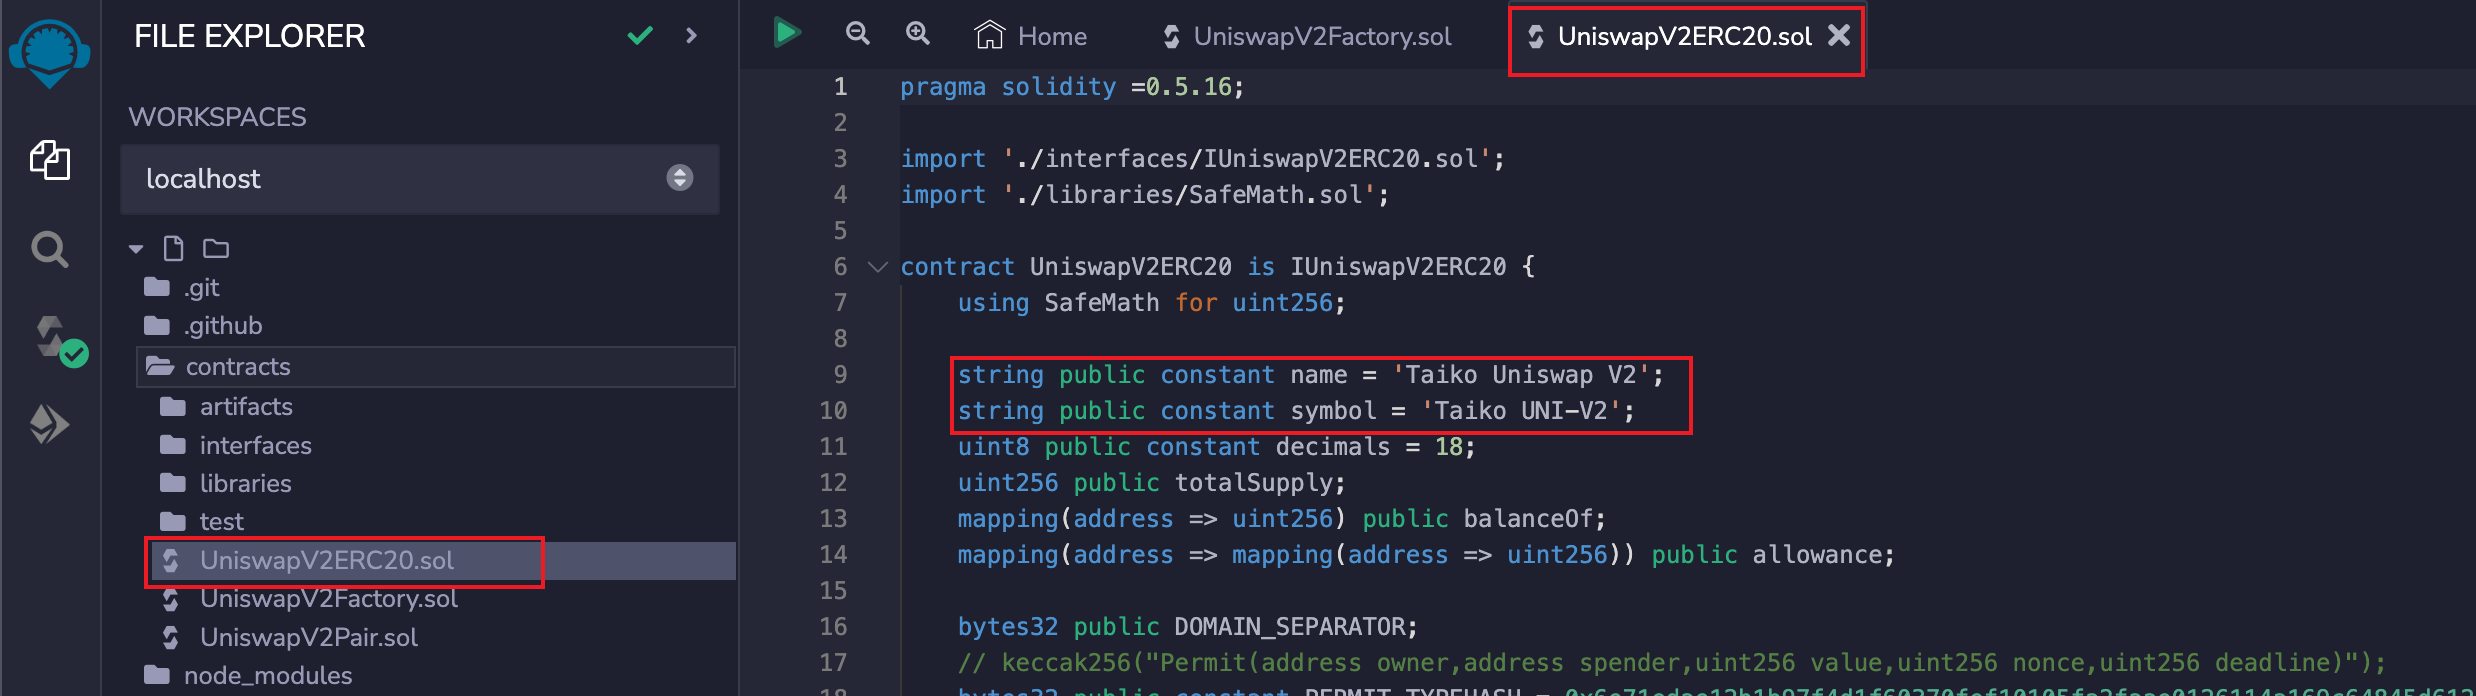 FILE EXPLORER
WORKSPACES
localhost
.git
.github
contracts
artifacts
interfaces
libraries
test
UniswapV2ERC20.sol
UniswapV2Factory.sol
UniswapV2Pair.sol
node_modules
Home UniswapV2Factory.sol UniswapV2ERC20.sol
1 pragma solidity =0.5.16;
2
3 import './interfaces/IUniswapV2ERC20.sol';
4 import './libraries/SafeMath.sol';
5
6 contract UniswapV2ERC20 is IUniswapV2ERC20 {
7 using SafeMath for uint256;
8
9 string public constant name = 'Taiko Uniswap V2';
10 string public constant symbol = 'Taiko UNI-V2';
11 uint8 public constant decimals = 18;
12 uint256 public totalSupply;
13 mapping(address => uint256) public balanceOf;
14 mapping(address => mapping(address => uint256)) public allowance;
15
16 bytes32 public DOMAIN_SEPARATOR;
17 // keccak256("Permit(address owner,address spender,uint256 value,uint256 nonce,uint256 deadline)");
18 bytes32 public constant PERMIT_TYPEHASH =